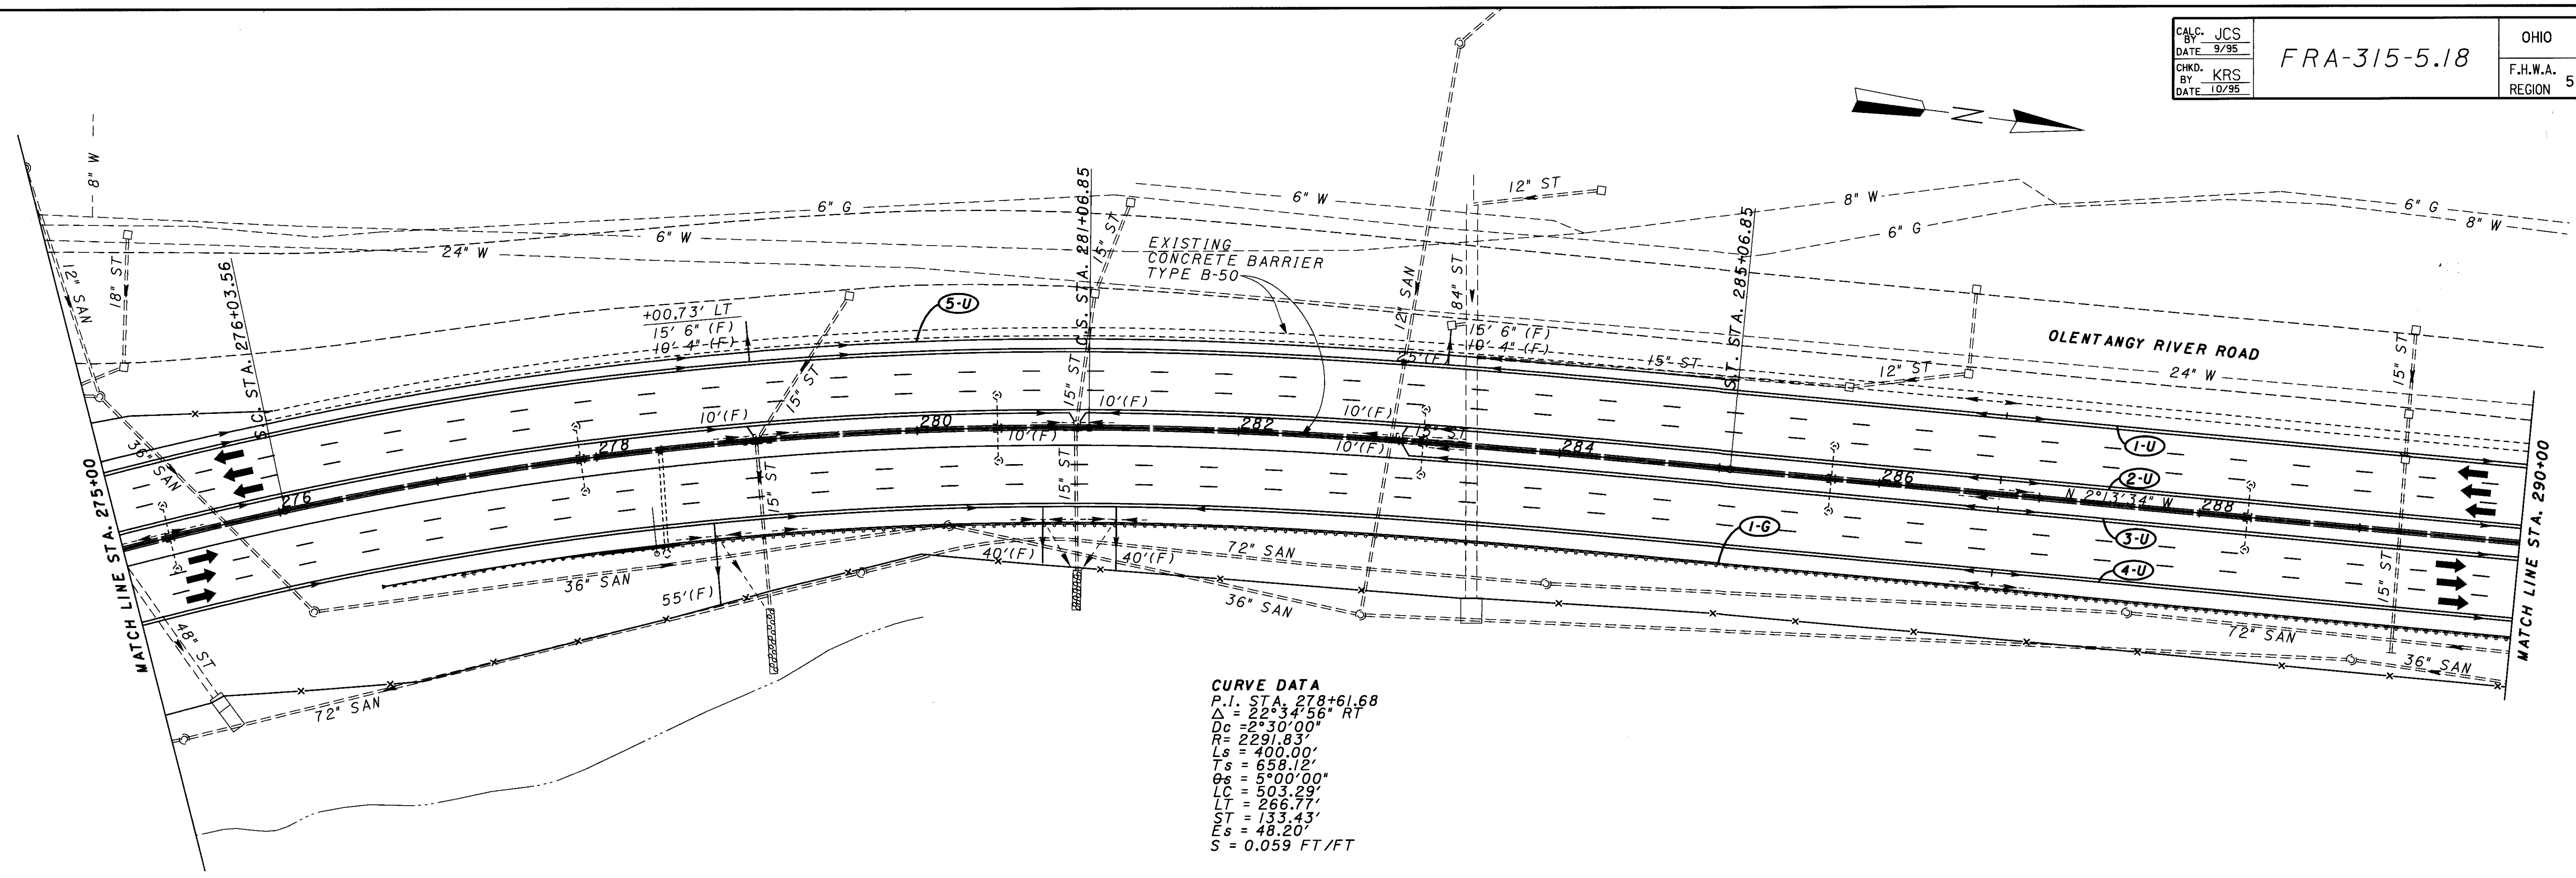 CALC. BY JCS
DATE 9/95
CHKD. BY KRS
DATE 10/95
FRA-315-5.18
OHIO
F.H.W.A. REGION 5
N
8" W
6" G
6" W
24" W
6" W
12" ST
8" W
6" G
6" G
8" W
12" SAN
18" ST
S.C. STA. 276+03.56
+00,73' LT
15' 6" (F)
10' 4" (F)
5-U
C.S. STA. 281+06.85
15" ST
EXISTING
CONCRETE BARRIER
TYPE B-50
12" SAN
84" ST
15' 6" (F)
10' 4" (F)
25'(F)
15" ST
S.T. STA. 285+06.85
12" ST
OLENTANGY RIVER ROAD
24" W
15" ST
15" ST
15" ST
36" SAN
276
278
10'(F)
280
10'(F)
10'(F)
282
10'(F)
10'(F)
15" ST
284
286
N 2°13'34" W
288
1-U
2-U
3-U
4-U
1-G
MATCH LINE STA. 275+00
MATCH LINE STA. 290+00
15" ST
15" ST
15" ST
48" ST
36" SAN
55'(F)
40'(F)
40'(F)
72" SAN
36" SAN
72" SAN
36" SAN
72" SAN
CURVE DATA
P.I. STA. 278+61.68
Δ = 22°34'56" RT
Dc =2°30'00"
R= 2291.83'
Ls = 400.00'
Ts = 658.12'
θs = 5°00'00"
LC = 503.29'
LT = 266.77'
ST = 133.43'
Es = 48.20'
S = 0.059 FT/FT